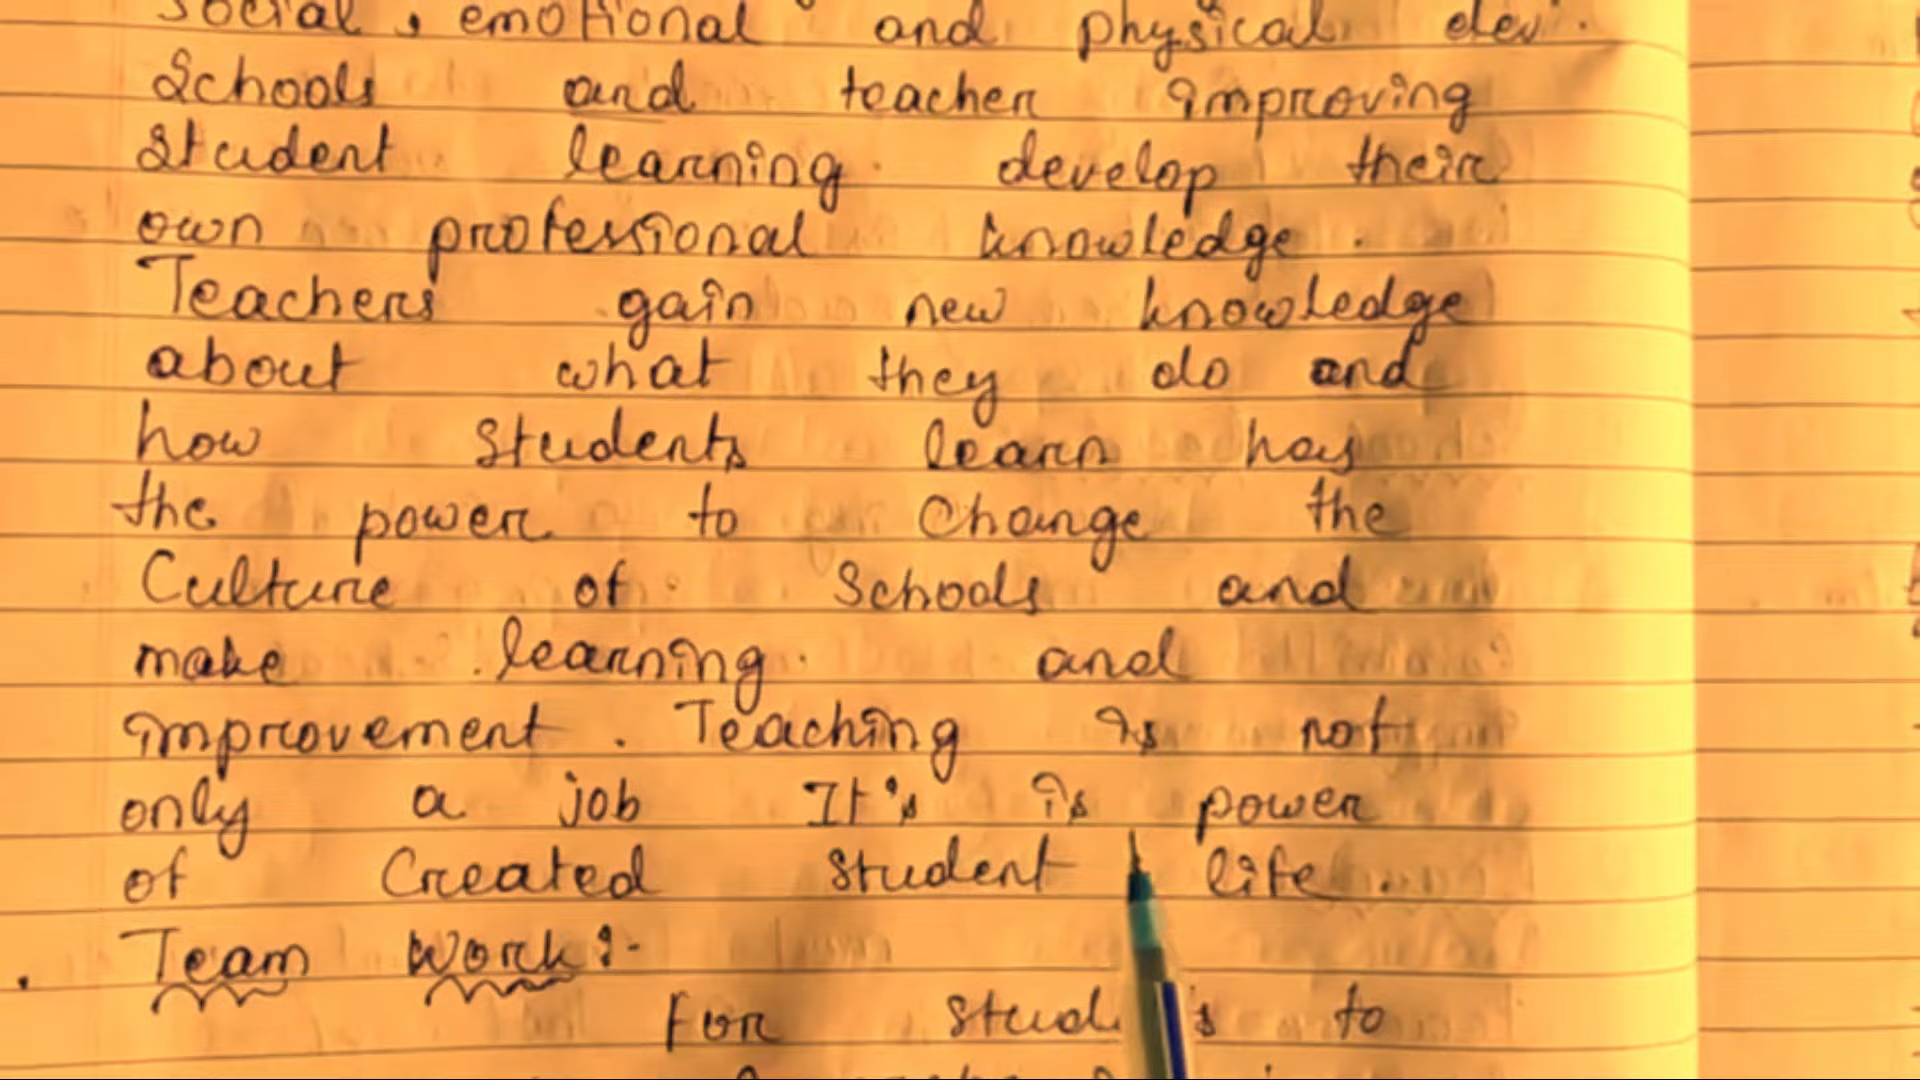 Social, emotional and physical dev.
Schools and teacher improving
student learning develop their
own professional knowledge.
Teachers gain new knowledge
about what they do and
how students learn has
the power to change the
Culture of Schools and
make learning and
improvement. Teaching is not
only a job It's is power
of Created student life.
Team Work:-
For to